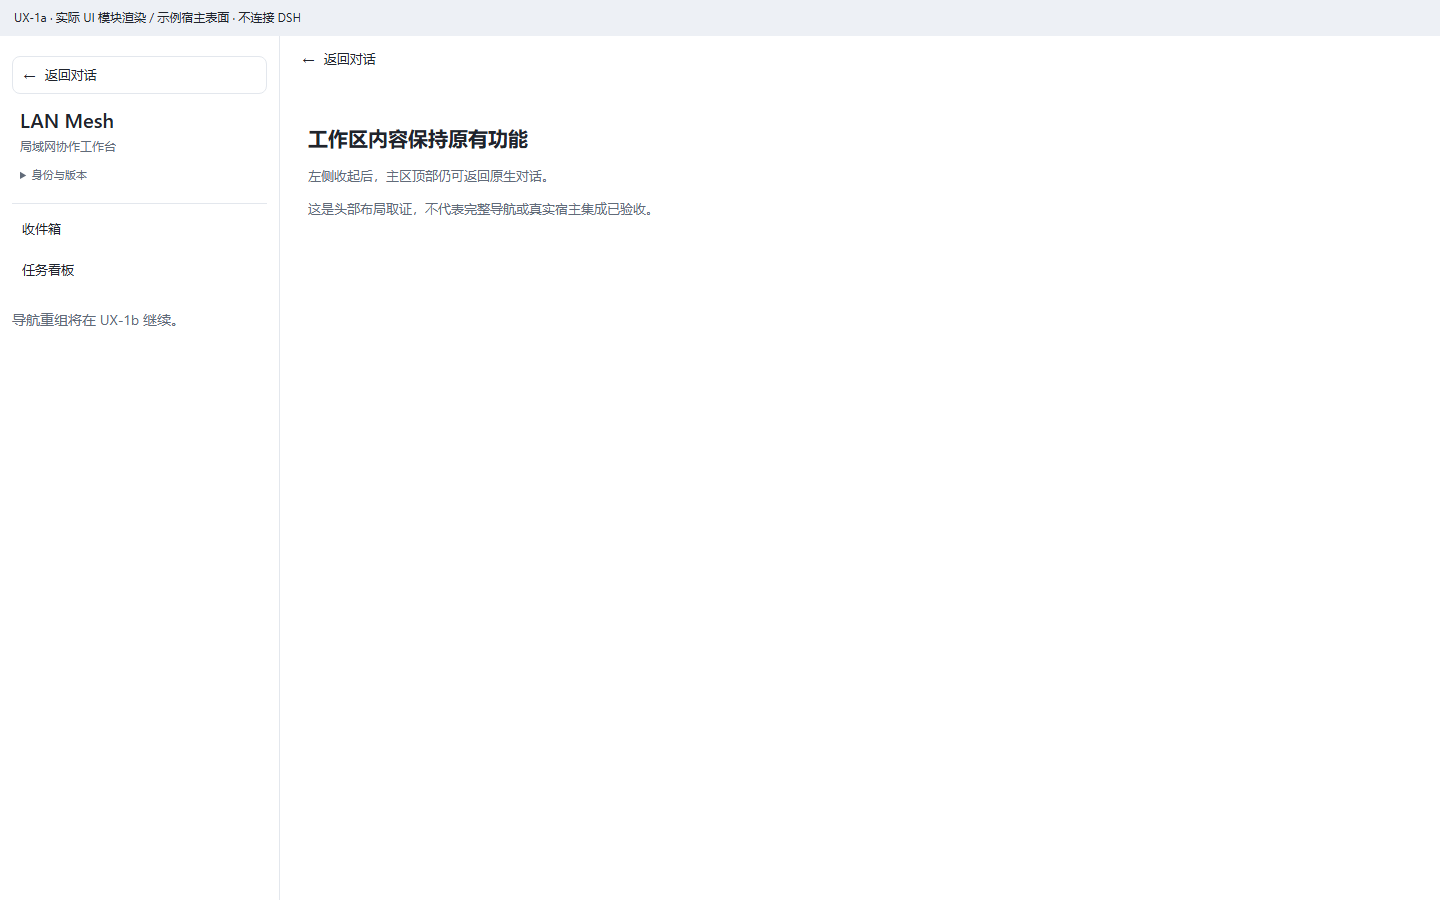 UX-1a · 实际 UI 模块渲染 / 示例宿主表面 · 不连接 DSH
← 返回对话
LAN Mesh
局域网协作工作台
▶ 身份与版本
收件箱
任务看板
导航重组将在 UX-1b 继续。
← 返回对话
工作区内容保持原有功能
左侧收起后，主区顶部仍可返回原生对话。
这是头部布局取证，不代表完整导航或真实宿主集成已验收。